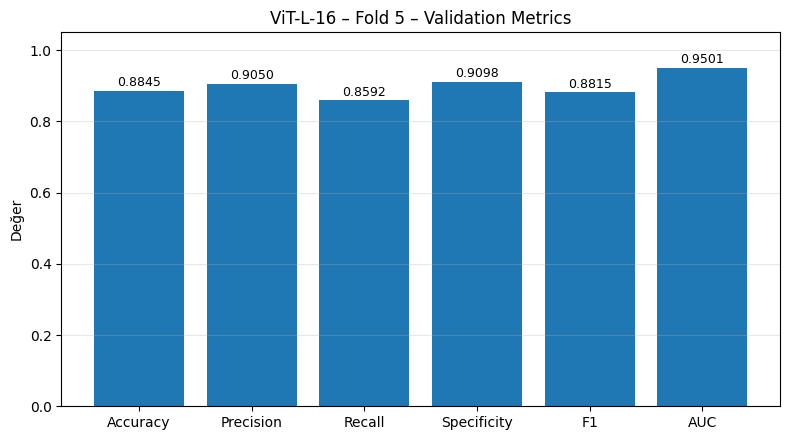 ViT-L-16 – Fold 5 – Validation Metrics
Değer
1.0
0.8
0.6
0.4
0.2
0.0
0.8845
0.9050
0.8592
0.9098
0.8815
0.9501
Accuracy
Precision
Recall
Specificity
F1
AUC